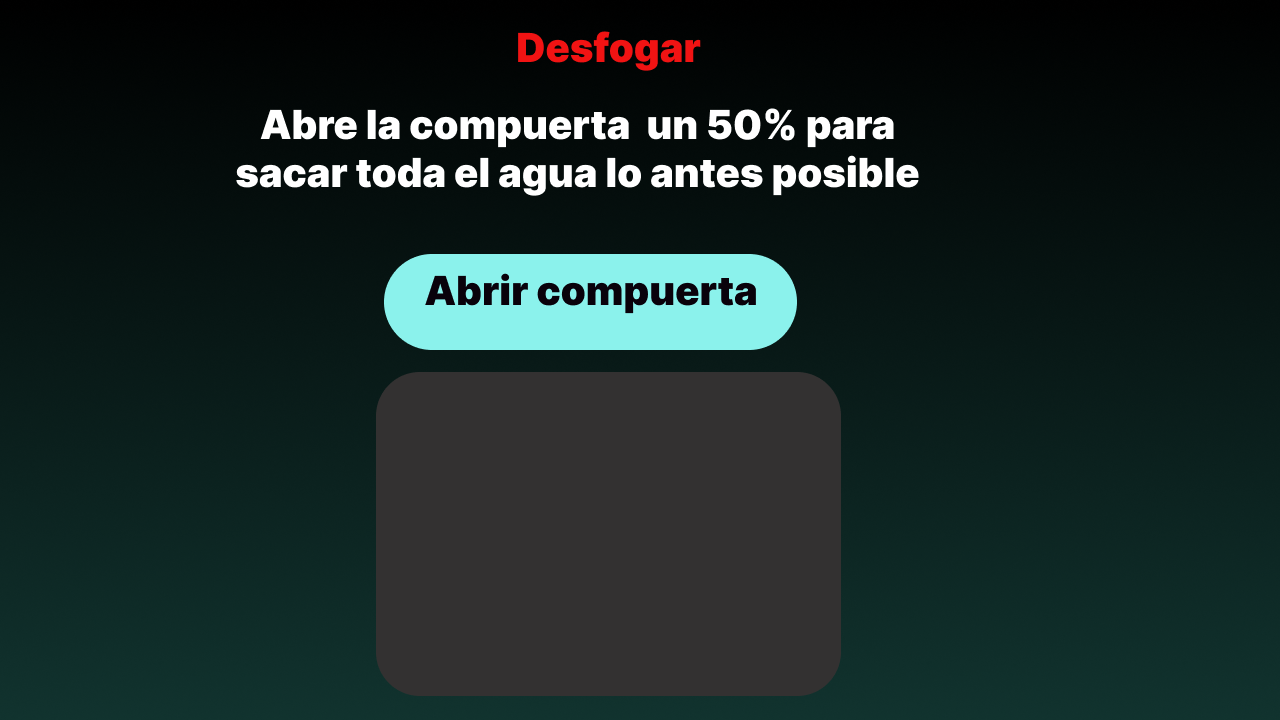 Desfogar
Abre la compuerta  un 50% para
sacar toda el agua lo antes posible
Abrir compuerta